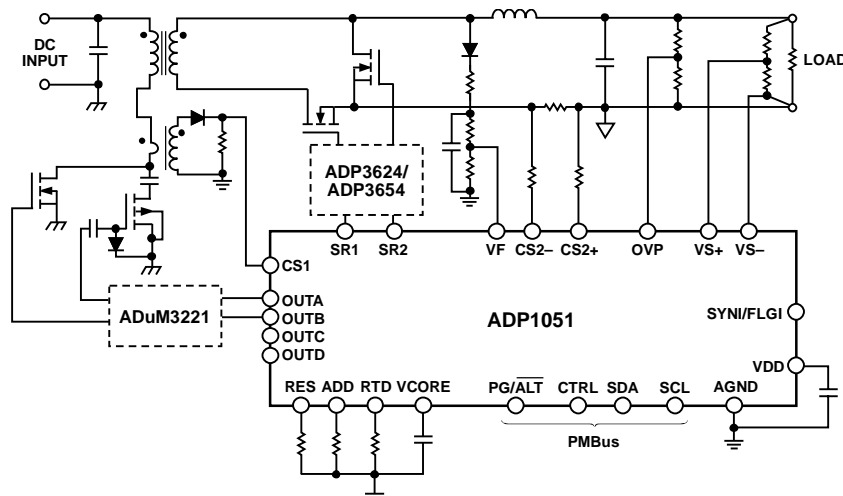 DC
INPUT
LOAD
ADP3624/
ADP3654
SR1 SR2 VF CS2– CS2+ OVP VS+ VS–
CS1
ADuM3221
OUTA
OUTB
OUTC
OUTD
ADP1051
SYNI/FLGI
VDD
RES ADD RTD VCORE PG/ALT CTRL SDA SCL AGND
PMBus